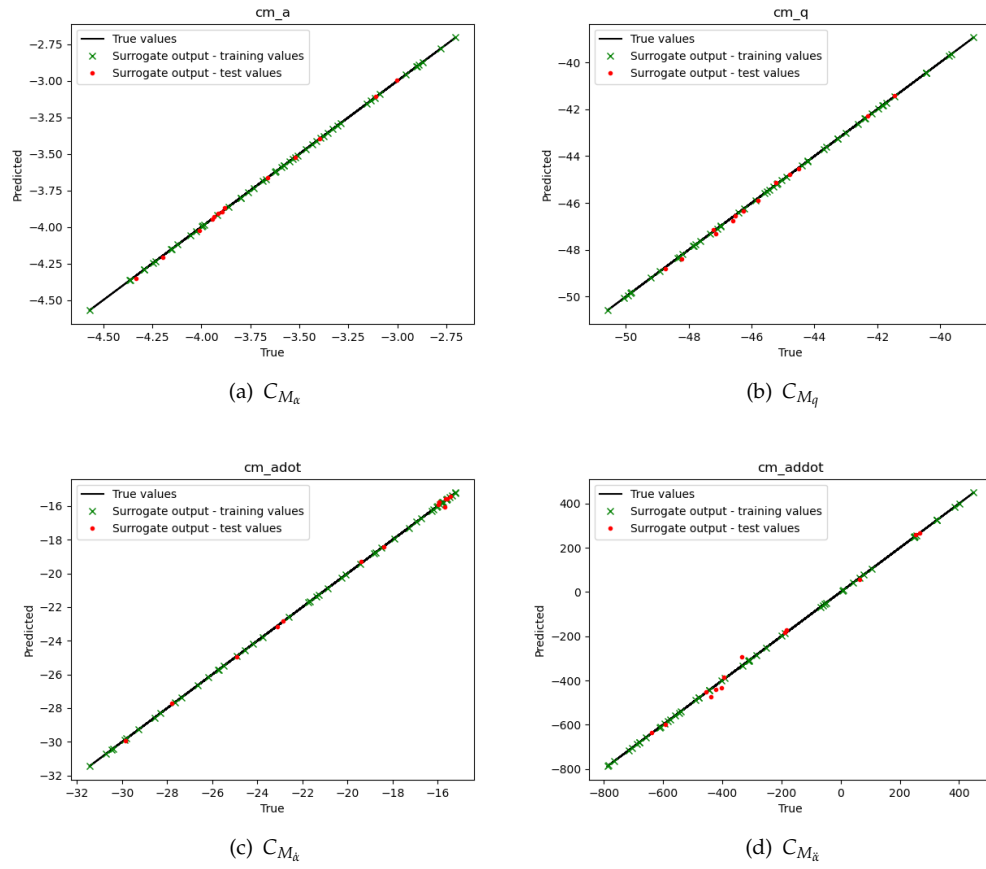 cm_a
True values
Surrogate output - training values
Surrogate output - test values
Predicted
−2.75
−3.00
−3.25
−3.50
−3.75
−4.00
−4.25
−4.50
−4.50 −4.25 −4.00 −3.75 −3.50 −3.25 −3.00 −2.75
True
(a) C_{M_α}
cm_q
True values
Surrogate output - training values
Surrogate output - test values
Predicted
−40
−42
−44
−46
−48
−50
−50 −48 −46 −44 −42 −40
True
(b) C_{M_q}
cm_adot
True values
Surrogate output - training values
Surrogate output - test values
Predicted
−16
−18
−20
−22
−24
−26
−28
−30
−32
−32 −30 −28 −26 −24 −22 −20 −18 −16
True
(c) C_{M_α̇}
cm_addot
True values
Surrogate output - training values
Surrogate output - test values
Predicted
400
200
0
−200
−400
−600
−800
−800 −600 −400 −200 0 200 400
True
(d) C_{M_α̈}